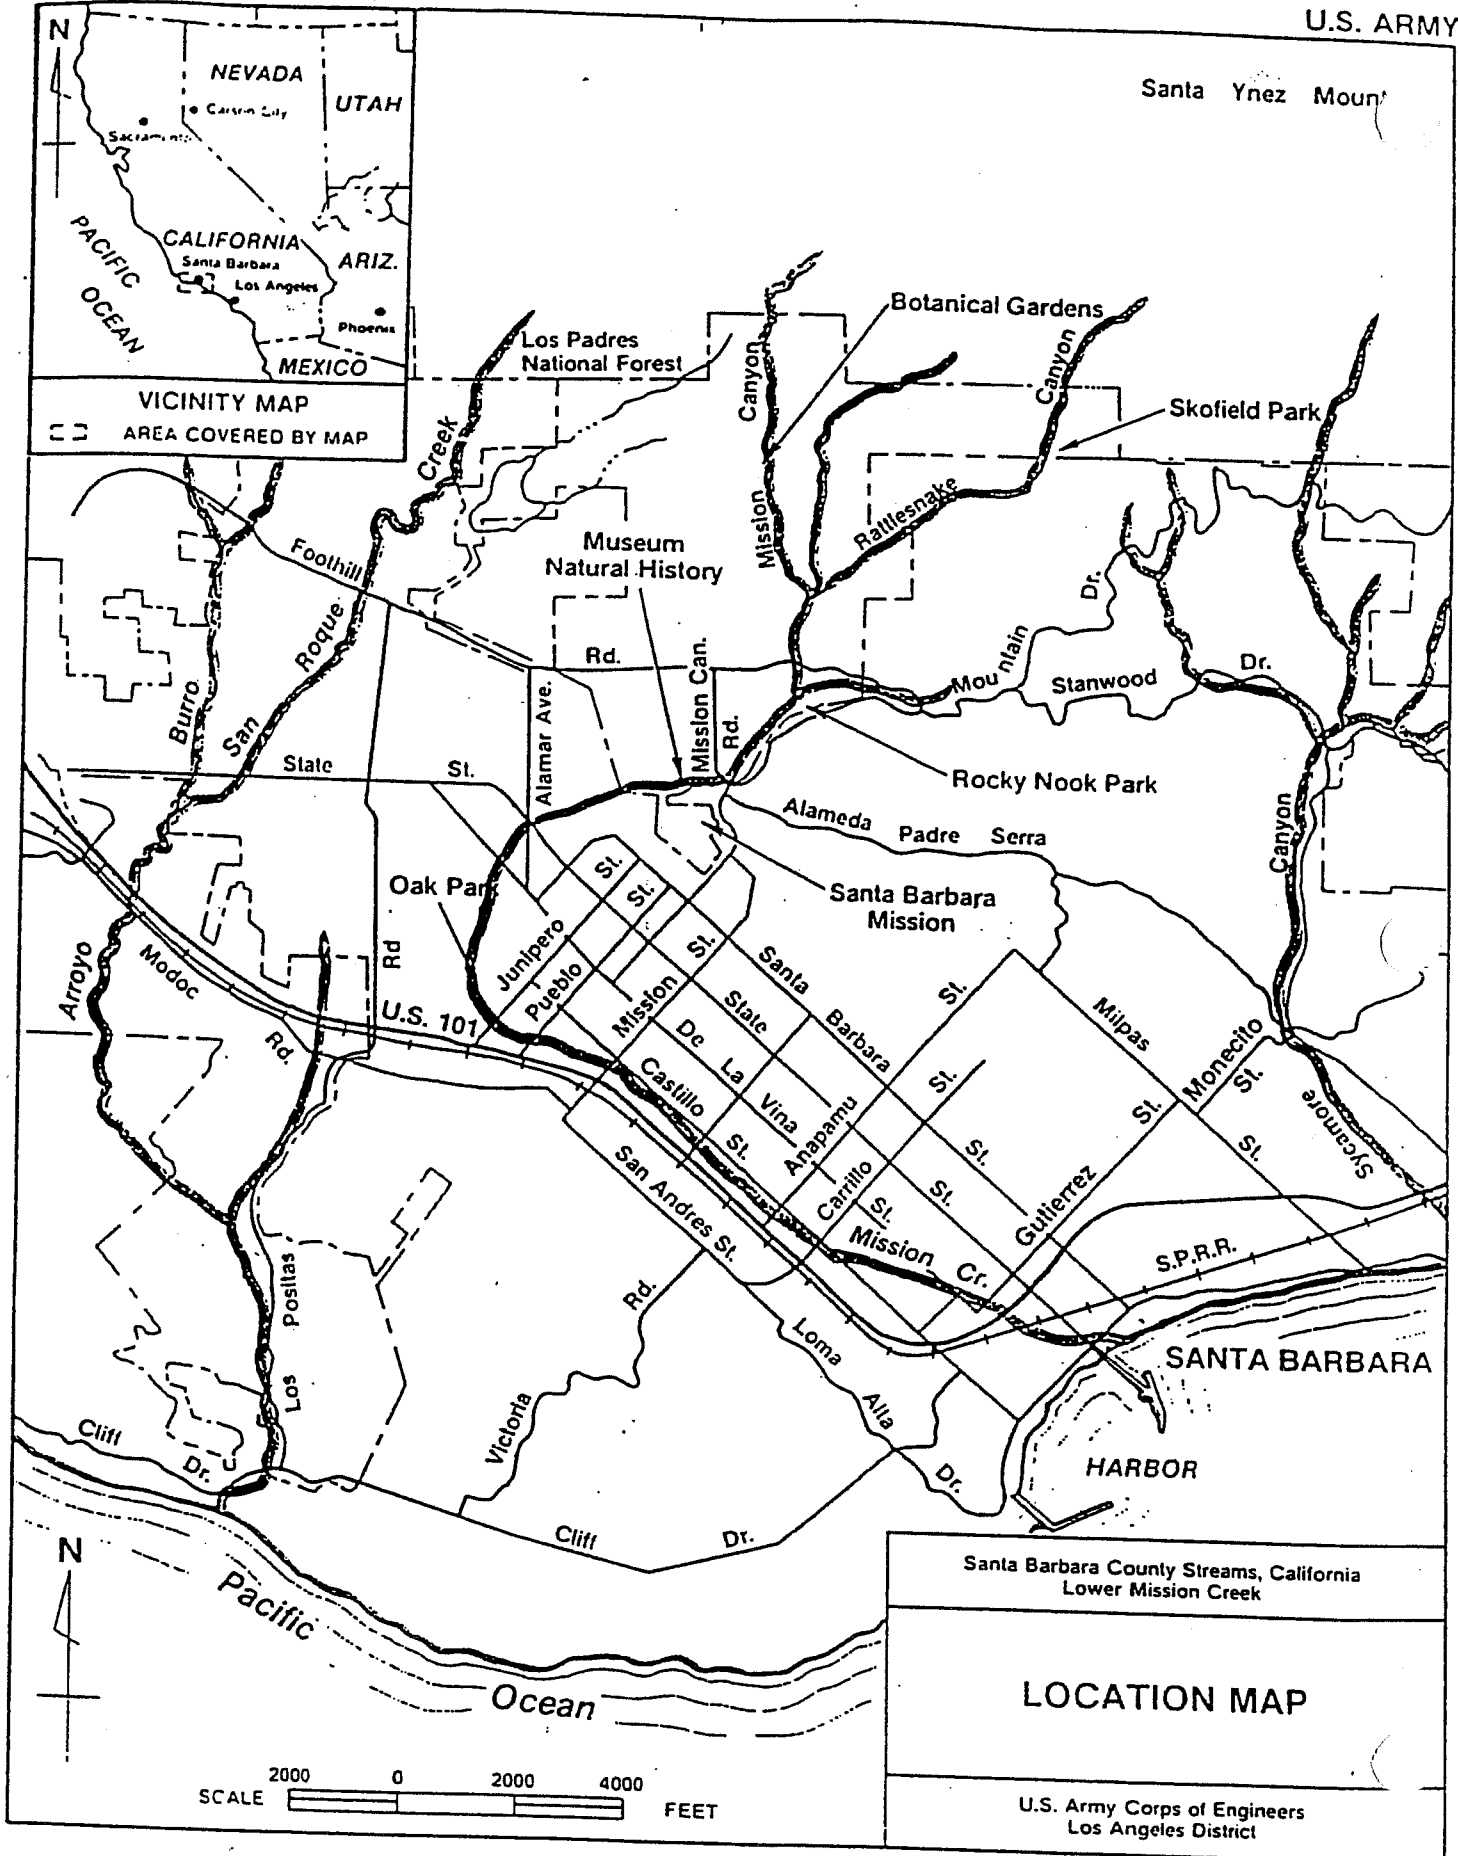 U.S. ARMY
N
NEVADA
Carson City
UTAH
Sacramento
PACIFIC
OCEAN
CALIFORNIA
Santa Barbara
Los Angeles
ARIZ.
Phoenix
MEXICO
VICINITY MAP
AREA COVERED BY MAP
Santa Ynez Mount
Los Padres
National Forest
Botanical Gardens
Skofield Park
Creek
Canyon
Canyon
Mission
Rattlesnake
Foothill
Museum
Natural History
Roque
San
Burro
Rd.
Mission Can.
Rd.
Alamar Ave.
Dr.
Mountain
Stanwood
Dr.
State
St.
Rocky Nook Park
Alameda
Padre
Serra
Canyon
Oak Par
St.
St.
Santa Barbara
Mission
Arroyo
Modoc
Rd
Rd.
U.S. 101
Junipero
Pueblo
Mission
St.
Santa
Barbara
St.
State
St.
De
La
Vina
St.
Castillo
St.
Anapamu
St.
Carrillo
St.
Milpas
St.
Monecito
St.
Gutierrez
St.
Sycamore
San Andres St.
Mission
Cr.
S.P.R.R.
Los
Positas
Victoria
Rd.
Loma
Alta
Dr.
SANTA BARBARA
HARBOR
Cliff
Dr.
Cliff
Dr.
N
Pacific
Ocean
SCALE
2000
0
2000
4000
FEET
Santa Barbara County Streams, California
Lower Mission Creek
LOCATION MAP
U.S. Army Corps of Engineers
Los Angeles District